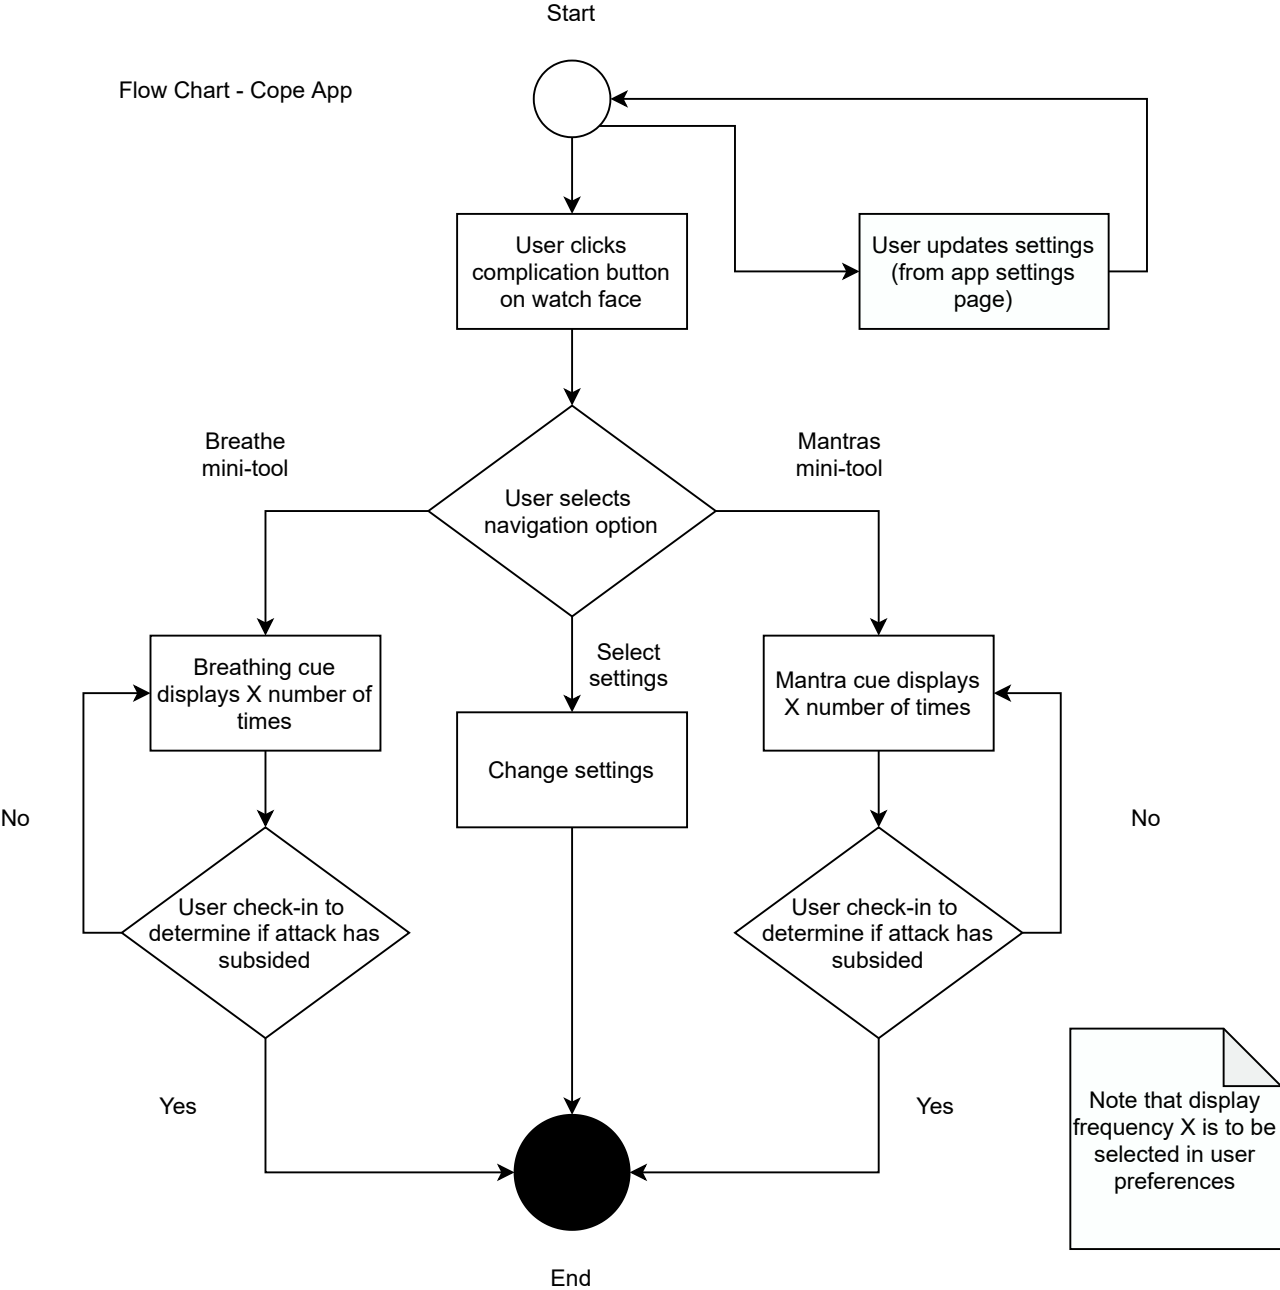 Start
Flow Chart - Cope App
User clicks
complication button
on watch face
User updates settings
(from app settings
page)
Breathe
mini-tool
Mantras
mini-tool
User selects
navigation option
Select
settings
Breathing cue
displays X number of
times
Mantra cue displays
X number of times
Change settings
No
No
User check-in to
determine if attack has
subsided
User check-in to
determine if attack has
subsided
Yes
Yes
Note that display
frequency X is to be
selected in user
preferences
End